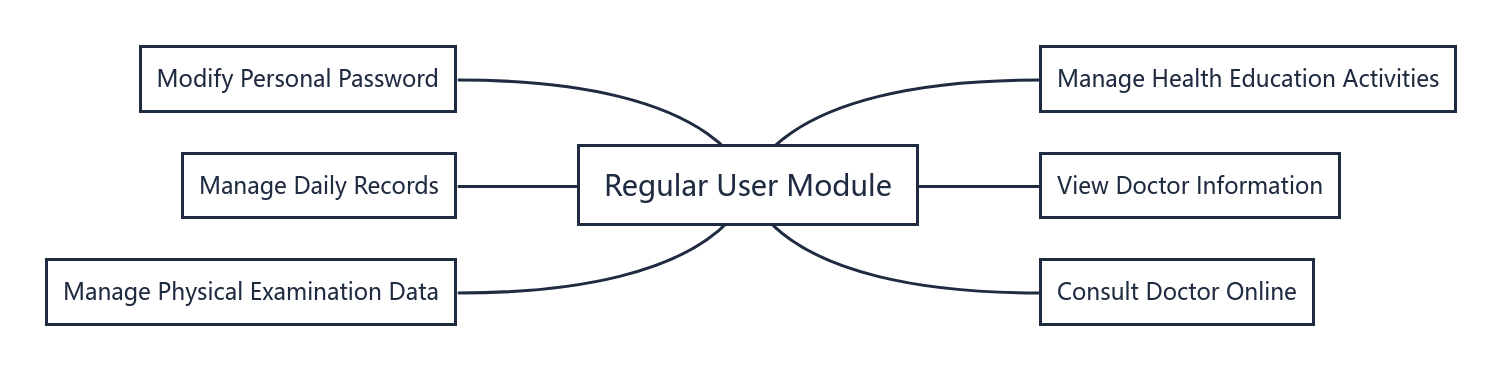 Modify Personal Password
Manage Health Education Activities
Manage Daily Records
Regular User Module
View Doctor Information
Manage Physical Examination Data
Consult Doctor Online